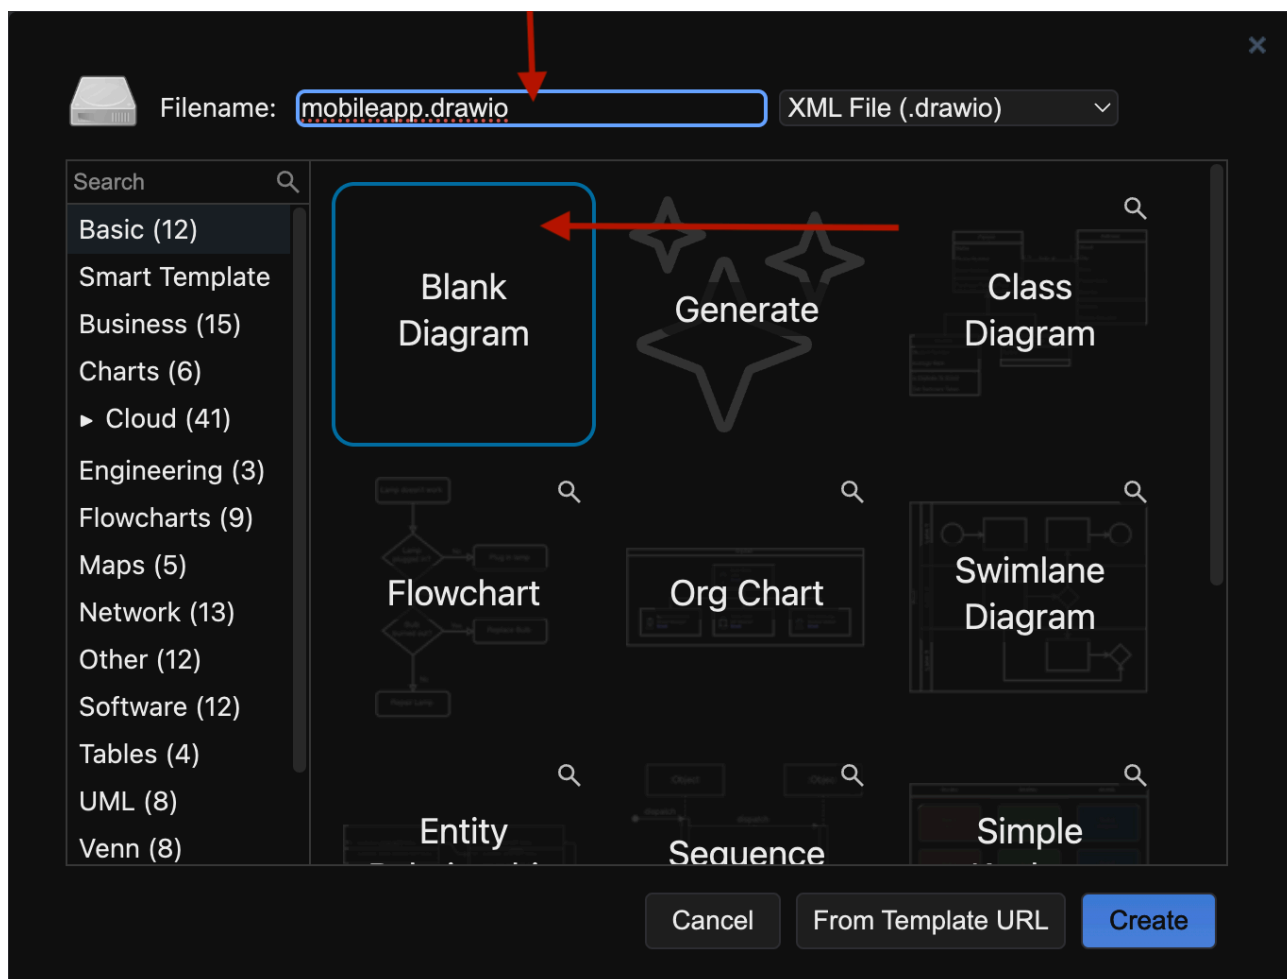 Filename: mobileapp.drawio XML File (.drawio)
Search
Basic (12)
Smart Template
Business (15)
Charts (6)
Cloud (41)
Engineering (3)
Flowcharts (9)
Maps (5)
Network (13)
Other (12)
Software (12)
Tables (4)
UML (8)
Venn (8)
Blank
Diagram
Generate
Class
Diagram
Flowchart
Org Chart
Swimlane
Diagram
Entity
Sequence
Simple
Cancel
From Template URL
Create